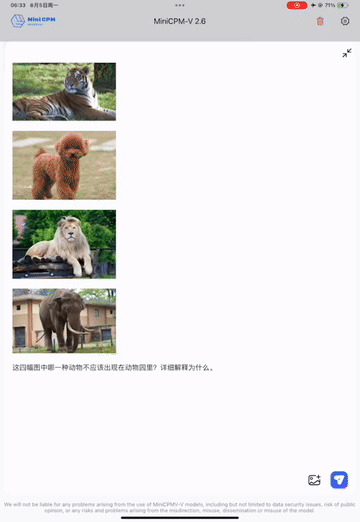 06:33 8月5日周一
71%
Mini CPM
MiniCPM-V 2.6
这四幅图中哪一种动物不应该出现在动物园里？详细解释为什么。
We will not be liable for any problems arising from the use of MiniCPMV-V models, including but not limited to data security issues, risk of public
opinion, or any risks and problems arising from the misdirection, misuse, dissemination or misuse of the model